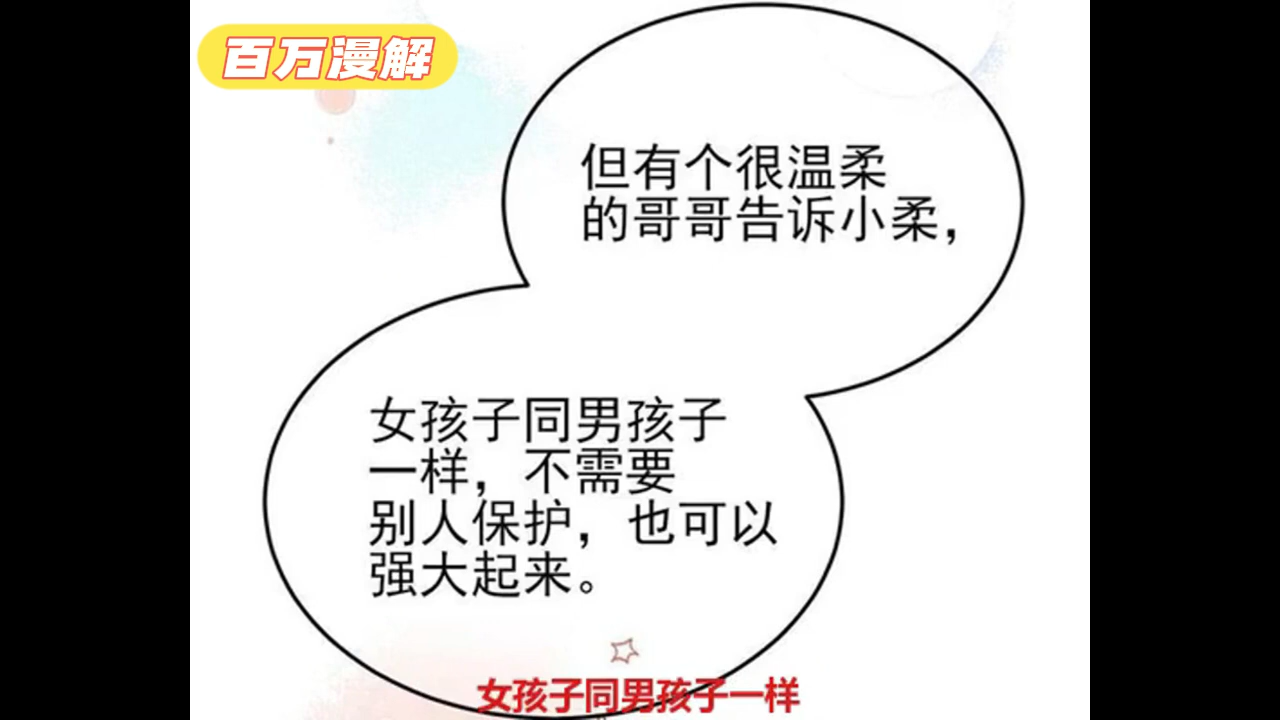 百万漫解
但有个很温柔
的哥哥告诉小柔，
女孩子同男孩子
一样，不需要
别人保护，也可以
强大起来。
女孩子同男孩子一样